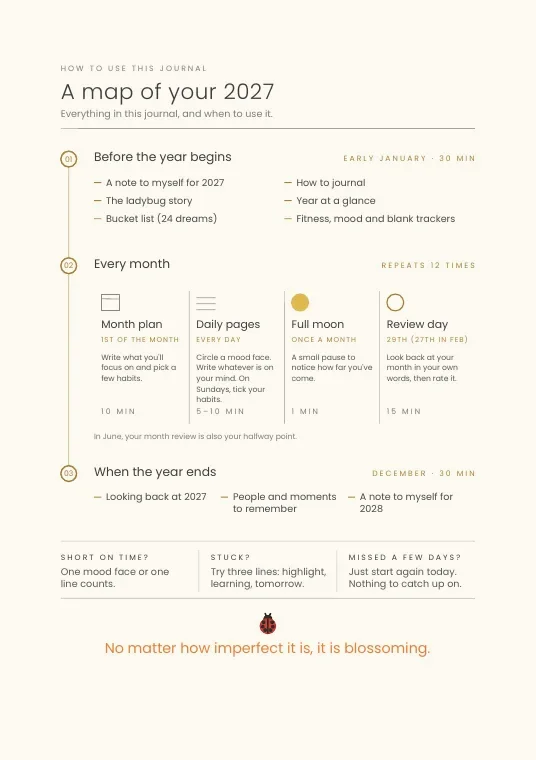 HOW TO USE THIS JOURNAL
A map of your 2027
Everything in this journal, and when to use it.
01
Before the year begins
EARLY JANUARY · 30 MIN
— A note to myself for 2027
— The ladybug story
— Bucket list (24 dreams)
— How to journal
— Year at a glance
— Fitness, mood and blank trackers
02
Every month
REPEATS 12 TIMES
Month plan
1ST OF THE MONTH
Write what you'll
focus on and pick a
few habits.
10 MIN
Daily pages
EVERY DAY
Circle a mood face.
Write whatever is on
your mind. On
Sundays, tick your
habits.
5–10 MIN
Full moon
ONCE A MONTH
A small pause to
notice how far you've
come.
1 MIN
Review day
29TH (27TH IN FEB)
Look back at your
month in your own
words, then rate it.
15 MIN
In June, your month review is also your halfway point.
03
When the year ends
DECEMBER · 30 MIN
— Looking back at 2027
— People and moments
to remember
— A note to myself for
2028
SHORT ON TIME?
One mood face or one
line counts.
STUCK?
Try three lines: highlight,
learning, tomorrow.
MISSED A FEW DAYS?
Just start again today.
Nothing to catch up on.
No matter how imperfect it is, it is blossoming.